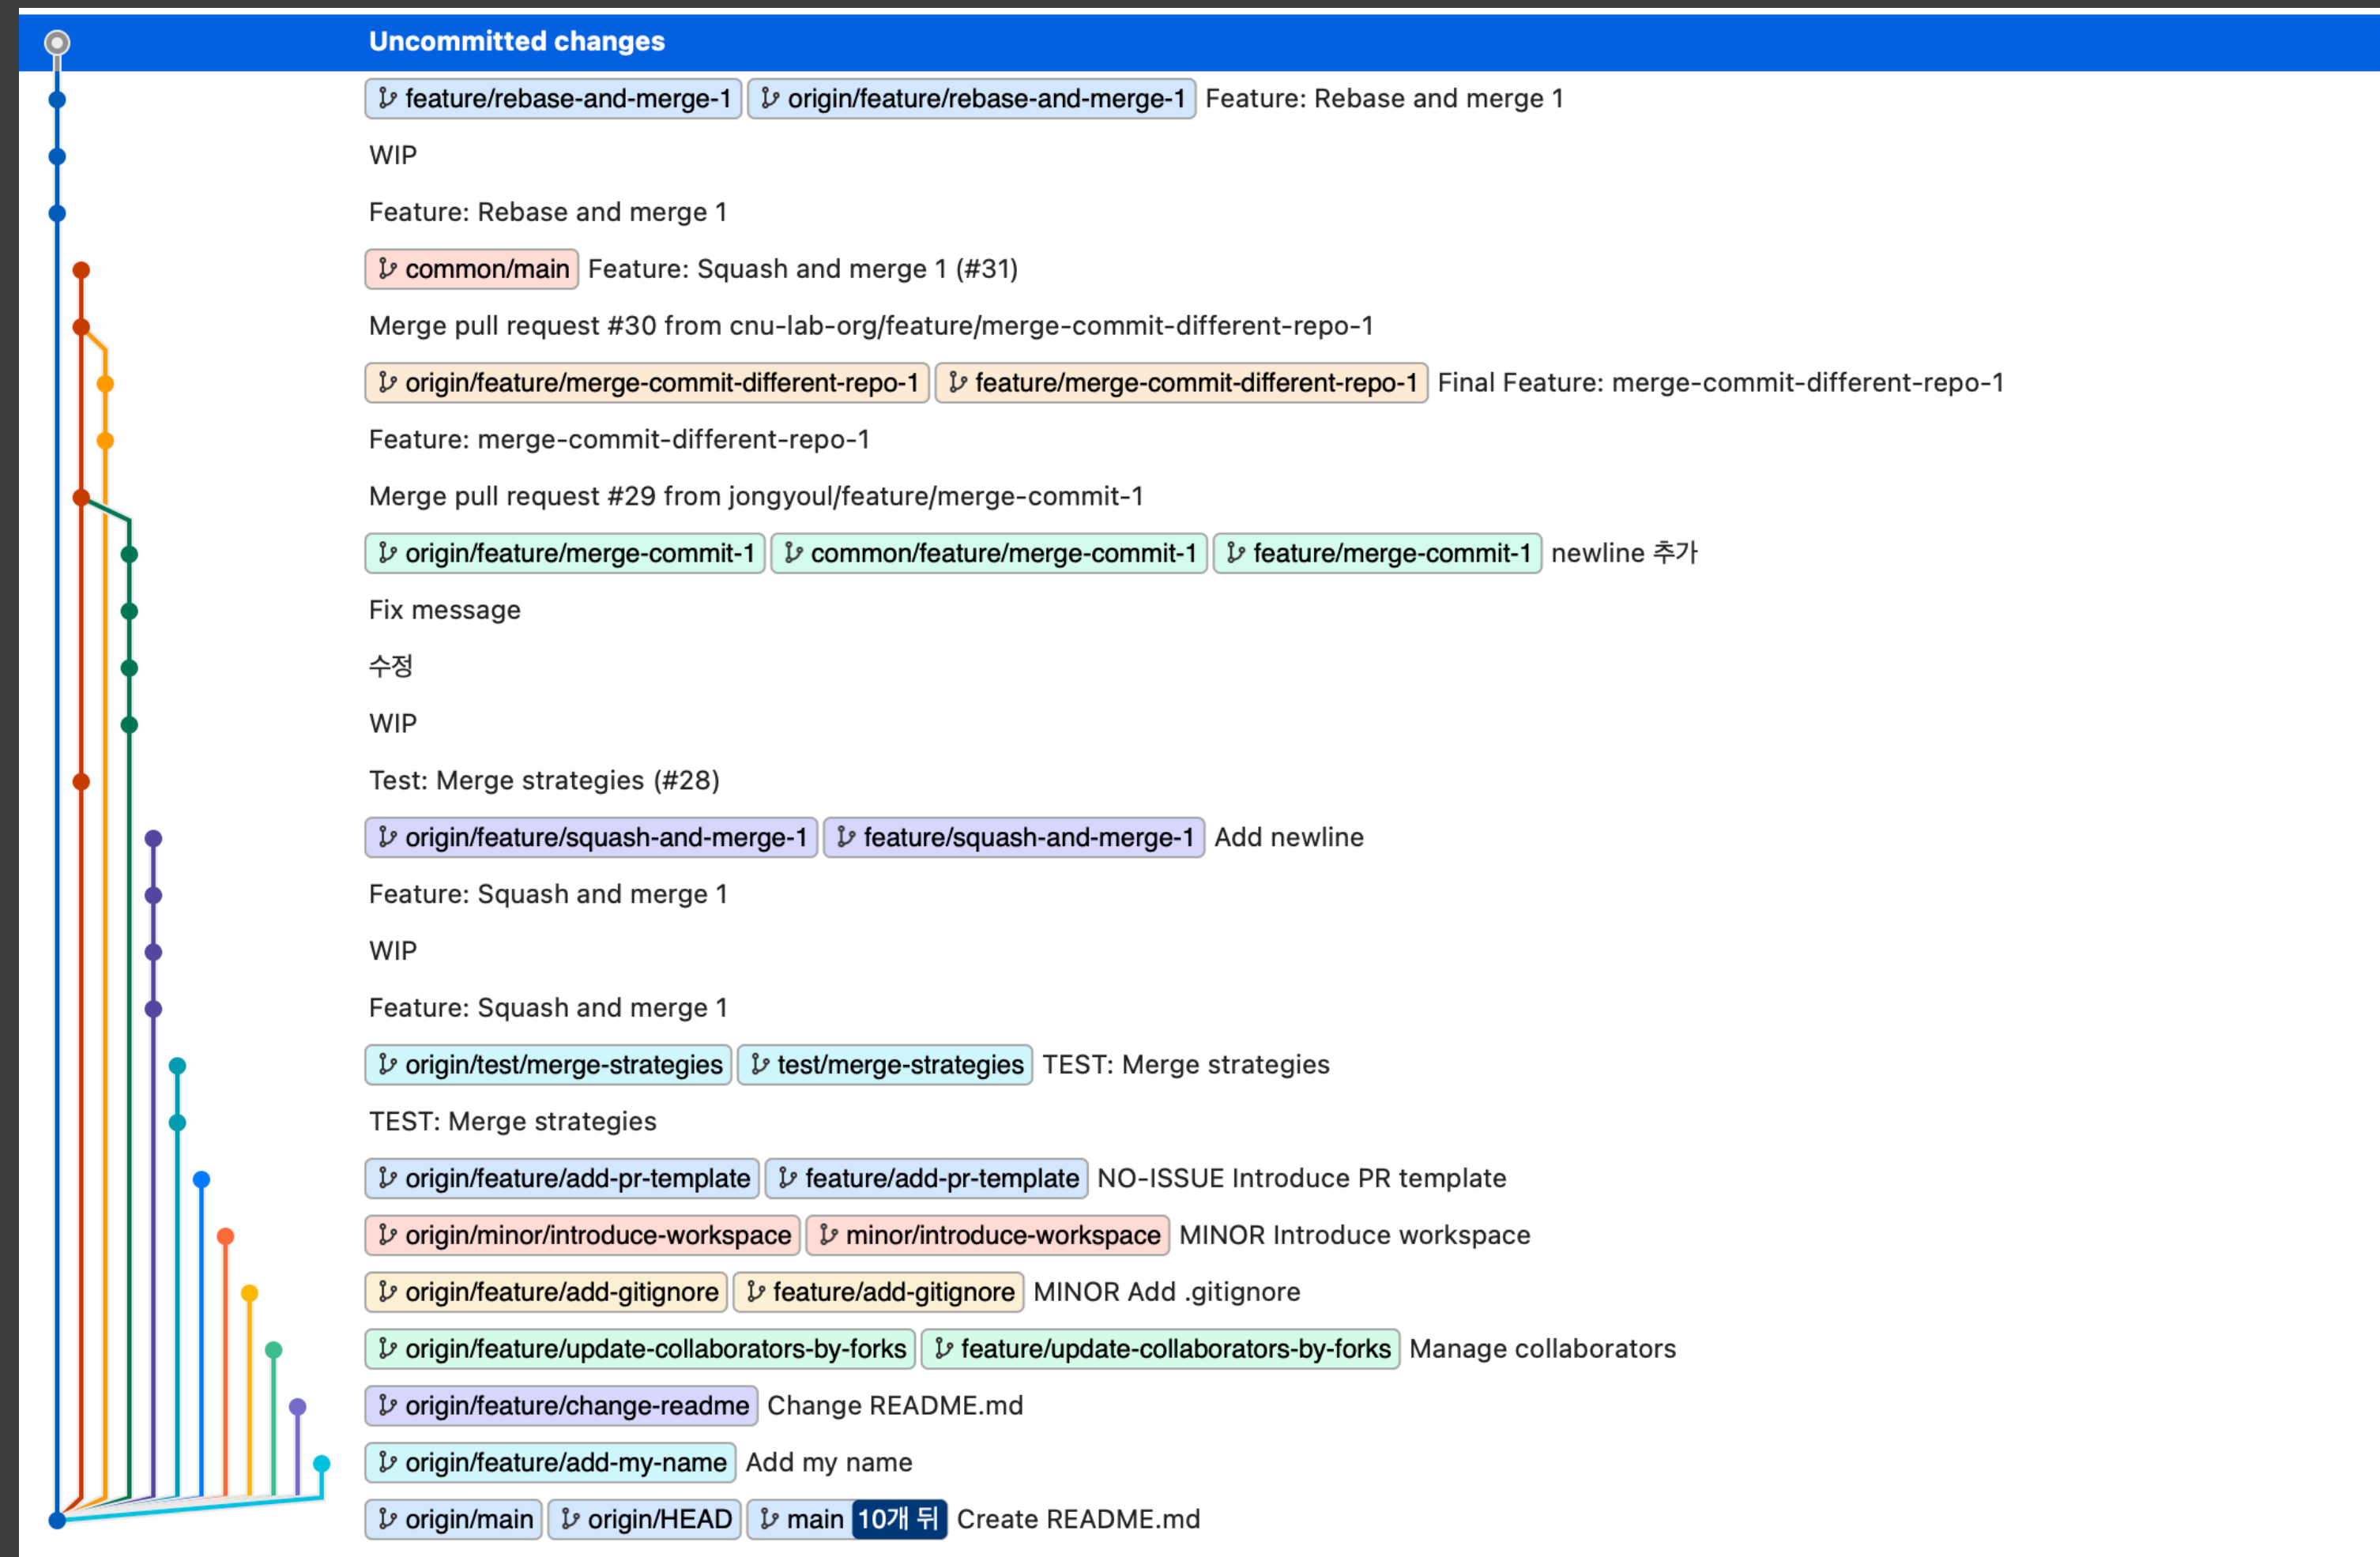 Uncommitted changes
feature/rebase-and-merge-1 origin/feature/rebase-and-merge-1 Feature: Rebase and merge 1
WIP
Feature: Rebase and merge 1
common/main Feature: Squash and merge 1 (#31)
Merge pull request #30 from cnu-lab-org/feature/merge-commit-different-repo-1
origin/feature/merge-commit-different-repo-1 feature/merge-commit-different-repo-1 Final Feature: merge-commit-different-repo-1
Feature: merge-commit-different-repo-1
Merge pull request #29 from jongyoul/feature/merge-commit-1
origin/feature/merge-commit-1 common/feature/merge-commit-1 feature/merge-commit-1 newline 추가
Fix message
수정
WIP
Test: Merge strategies (#28)
origin/feature/squash-and-merge-1 feature/squash-and-merge-1 Add newline
Feature: Squash and merge 1
WIP
Feature: Squash and merge 1
origin/test/merge-strategies test/merge-strategies TEST: Merge strategies
TEST: Merge strategies
origin/feature/add-pr-template feature/add-pr-template NO-ISSUE Introduce PR template
origin/minor/introduce-workspace minor/introduce-workspace MINOR Introduce workspace
origin/feature/add-gitignore feature/add-gitignore MINOR Add .gitignore
origin/feature/update-collaborators-by-forks feature/update-collaborators-by-forks Manage collaborators
origin/feature/change-readme Change README.md
origin/feature/add-my-name Add my name
origin/main origin/HEAD main 10개 뒤 Create README.md